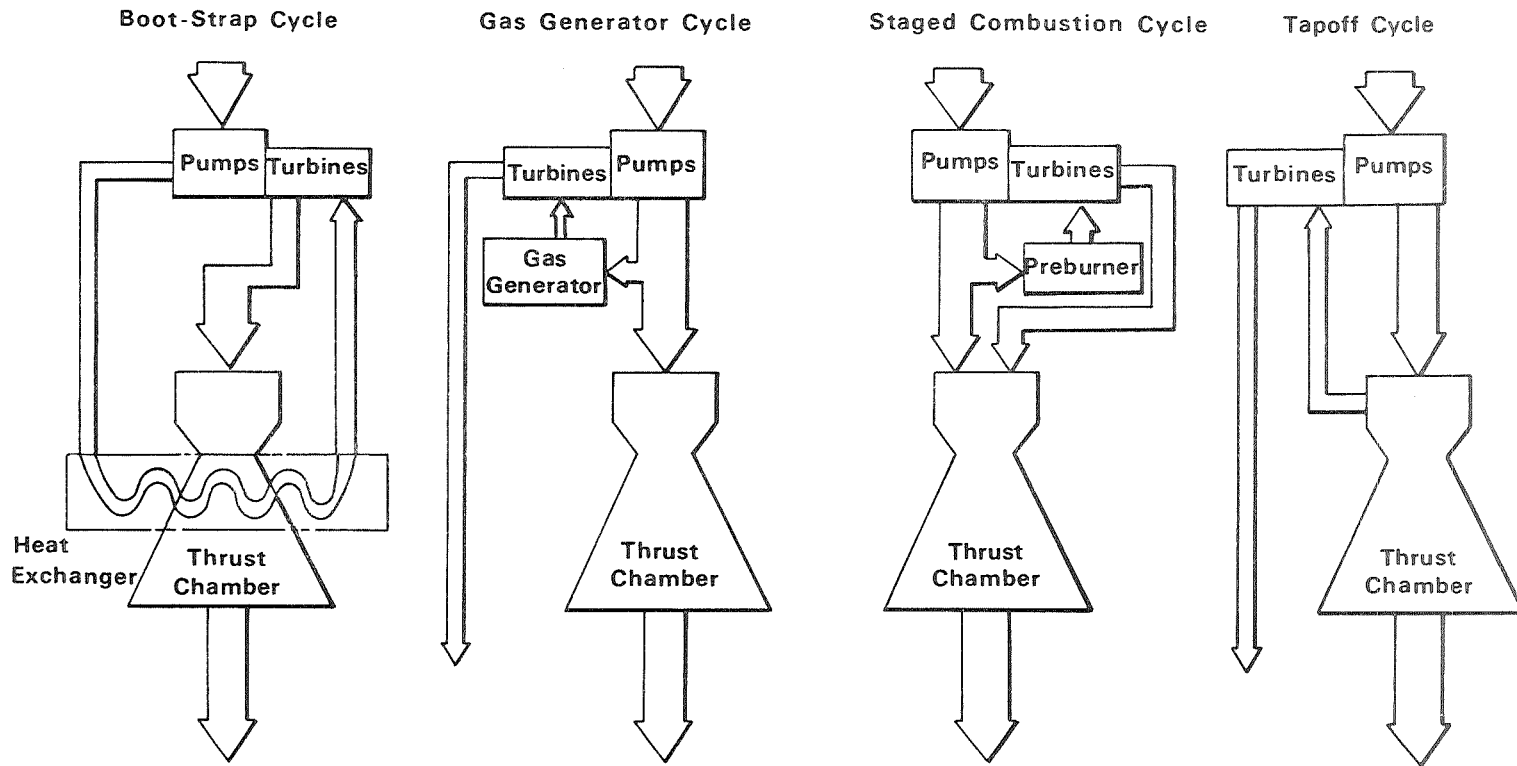 Boot-Strap Cycle
Pumps
Turbines
Heat
Exchanger
Thrust
Chamber
Gas Generator Cycle
Turbines
Pumps
Gas
Generator
Thrust
Chamber
Staged Combustion Cycle
Pumps
Turbines
Preburner
Thrust
Chamber
Tapoff Cycle
Turbines
Pumps
Thrust
Chamber